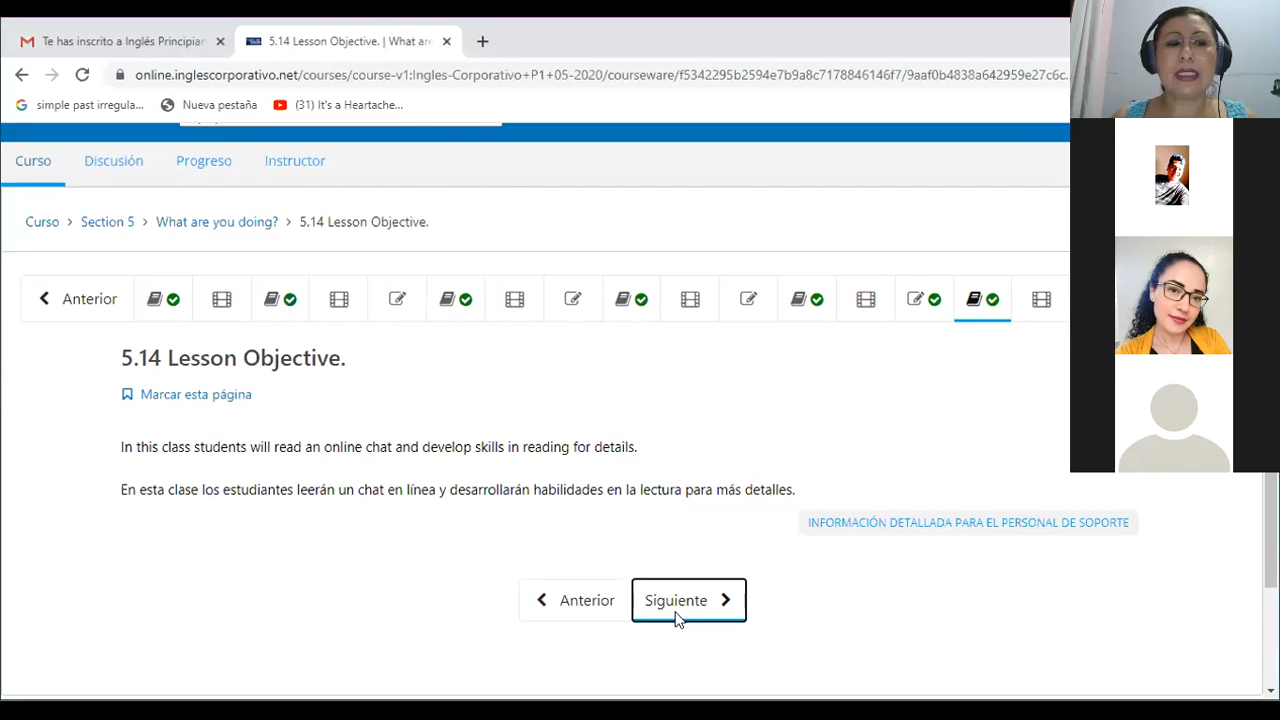 Te has inscrito a Inglés Principian
5.14 Lesson Objective. | What are
online.inglescorporativo.net/courses/course-v1:Ingles-Corporativo+P1+05-2020/courseware/f5342295b2594e7b9a8c7178846146f7/9aaf0b4838a642959e27c6c.
simple past irregula...
Nueva pestaña
(31) It's a Heartache...
Curso
Discusión
Progreso
Instructor
Curso > Section 5 > What are you doing? > 5.14 Lesson Objective.
Anterior
5.14 Lesson Objective.
Marcar esta página
In this class students will read an online chat and develop skills in reading for details.
En esta clase los estudiantes leerán un chat en línea y desarrollarán habilidades en la lectura para más detalles.
INFORMACIÓN DETALLADA PARA EL PERSONAL DE SOPORTE
Anterior
Siguiente